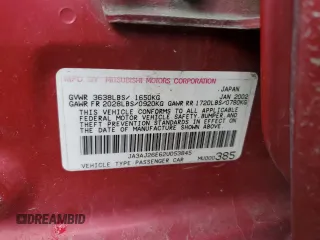 MFD BY MITSUBISHI MOTORS CORPORATION
JAPAN
GVWR 3638LBS/ 1650KG JAN 2002
GAWR FR 2028LBS/0920KG GAWR RR 1720LBS/0780KG
THIS VEHICLE CONFORMS TO ALL APPLICABLE
FEDERAL MOTOR VEHICLE SAFETY, BUMPER,
AND THEFT PREVENTION STANDARDS IN
EFFECT ON THE DATE OF MANUFACTURE
SHOWN ABOVE.
JA3AJ26E62U053845
VEHICLE TYPE:PASSENGER CAR MU000385
DREAMBID